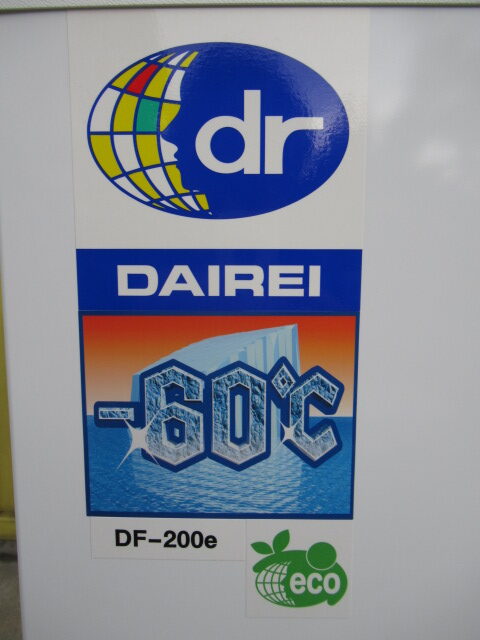 dr
DAIREI
-60℃
DF-200e
eco